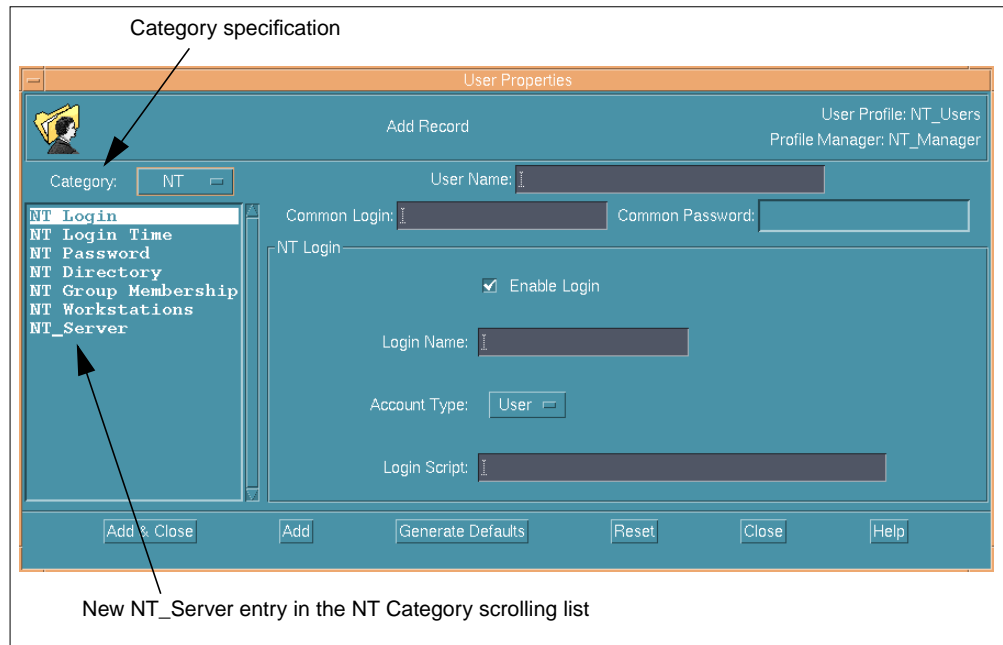 Category specification
User Properties
Add Record
User Profile: NT_Users
Profile Manager: NT_Manager
Category: NT
User Name:
NT Login
NT Login Time
NT Password
NT Directory
NT Group Membership
NT Workstations
NT_Server
Common Login:
Common Password:
NT Login
Enable Login
Login Name:
Account Type: User
Login Script:
Add & Close
Add
Generate Defaults
Reset
Close
Help
New NT_Server entry in the NT Category scrolling list